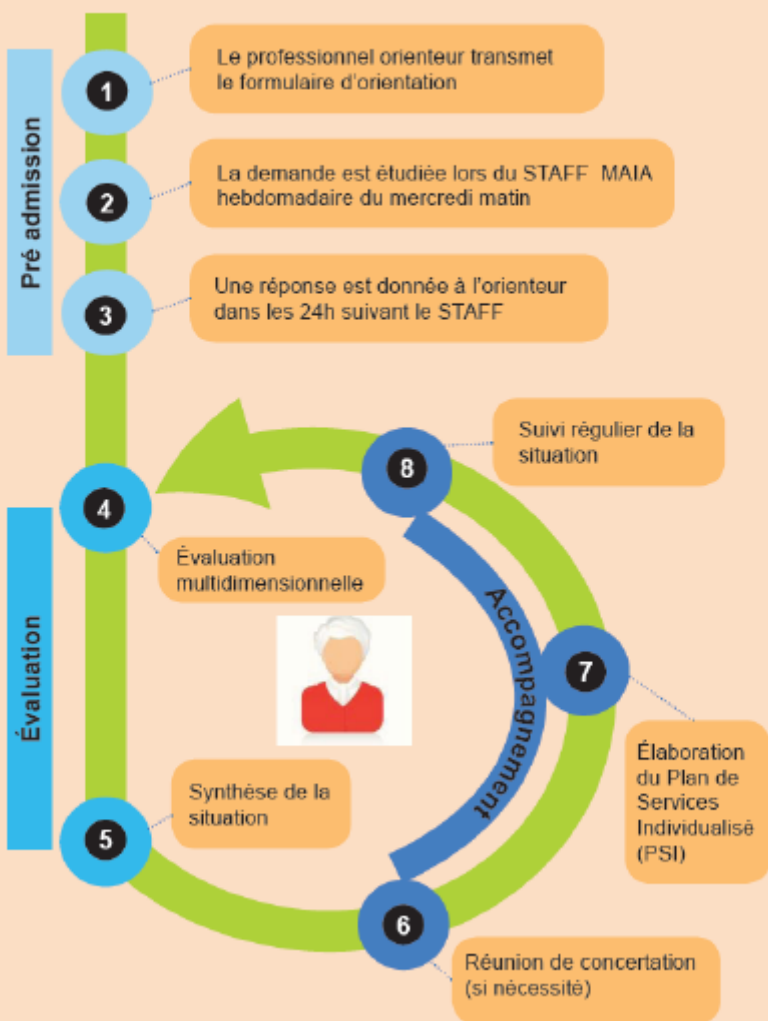 Pré admission
1
Le professionnel orienteur transmet
le formulaire d'orientation
2
La demande est étudiée lors du STAFF MAIA
hebdomadaire du mercredi matin
3
Une réponse est donnée à l'orienteur
dans les 24h suivant le STAFF
Évaluation
4
Évaluation
multidimensionnelle
5
Synthèse de la
situation
Accompagnement
6
Réunion de concertation
(si nécessité)
7
Élaboration
du Plan de
Services
Individualisé
(PSI)
8
Suivi régulier de la
situation